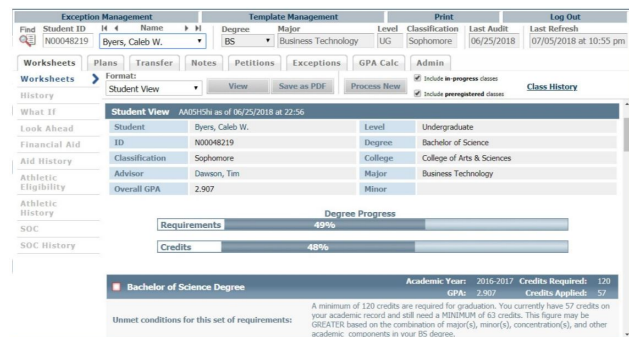 Exception Management Template Management Print Log Out
Find Student ID Name Degree Major Level Classification Last Audit Last Refresh
N00048219 Byers, Caleb W. BS Business Technology UG Sophomore 06/25/2018 07/05/2018 at 10:55 pm
Worksheets Plans Transfer Notes Petitions Exceptions GPA Calc Admin
Worksheets
Format:
Student View View Save as PDF Process New
Include in-progress classes
Include preregistered classes
Class History
History
What If
Look Ahead
Financial Aid
Aid History
Athletic
Eligibility
Athletic
History
SOC
SOC History
Student View AA0SH5hi as of 06/25/2018 at 22:56
Student Byers, Caleb W. Level Undergraduate
ID N00048219 Degree Bachelor of Science
Classification Sophomore College College of Arts & Sciences
Advisor Dawson, Tim Major Business Technology
Overall GPA 2.907 Minor
Degree Progress
Requirements 49%
Credits 48%
Bachelor of Science Degree
Academic Year: 2016-2017 Credits Required: 120
GPA: 2.907 Credits Applied: 57
Unmet conditions for this set of requirements:
A minimum of 120 credits are required for graduation. You currently have 57 credits on
your academic record and still need a MINIMUM of 63 credits. This figure may be
GREATER based on the combination of major(s), minor(s), concentration(s), and other
academic components in your BS degree.